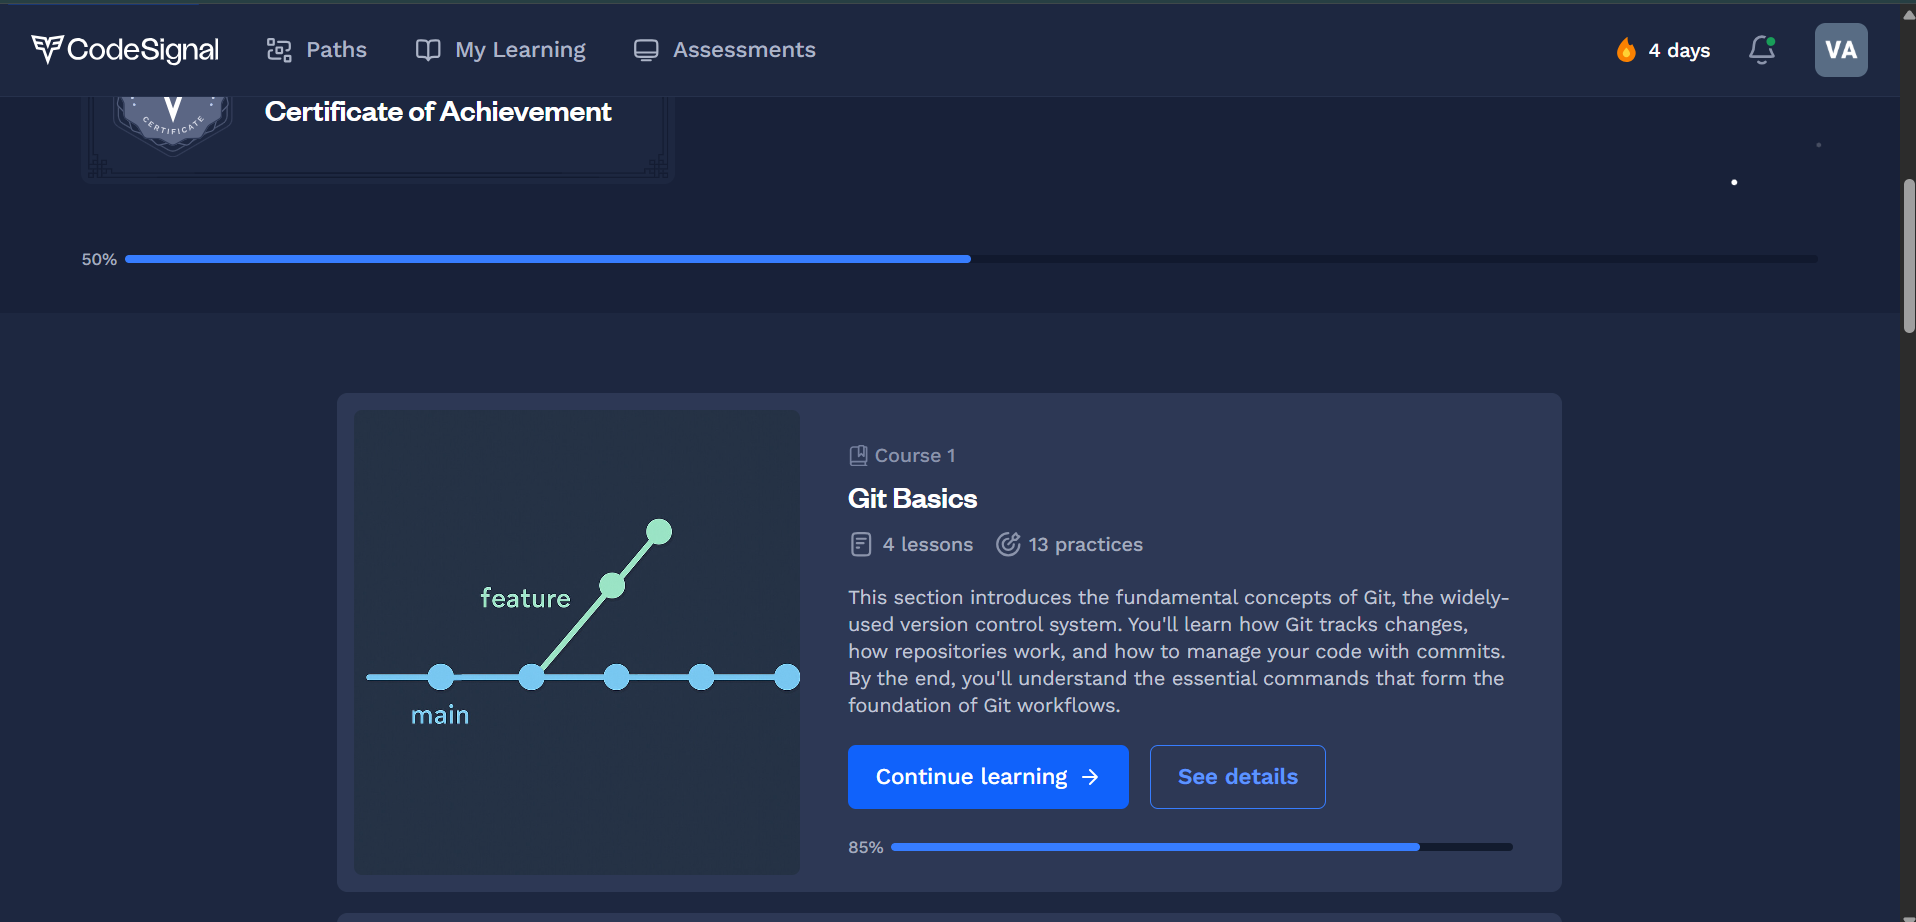 CodeSignal
Paths
My Learning
Assessments
4 days
VA
CERTIFICATE
Certificate of Achievement
50%
feature
main
Course 1
Git Basics
4 lessons
13 practices
This section introduces the fundamental concepts of Git, the widely-
used version control system. You'll learn how Git tracks changes,
how repositories work, and how to manage your code with commits.
By the end, you'll understand the essential commands that form the
foundation of Git workflows.
Continue learning →
See details
85%